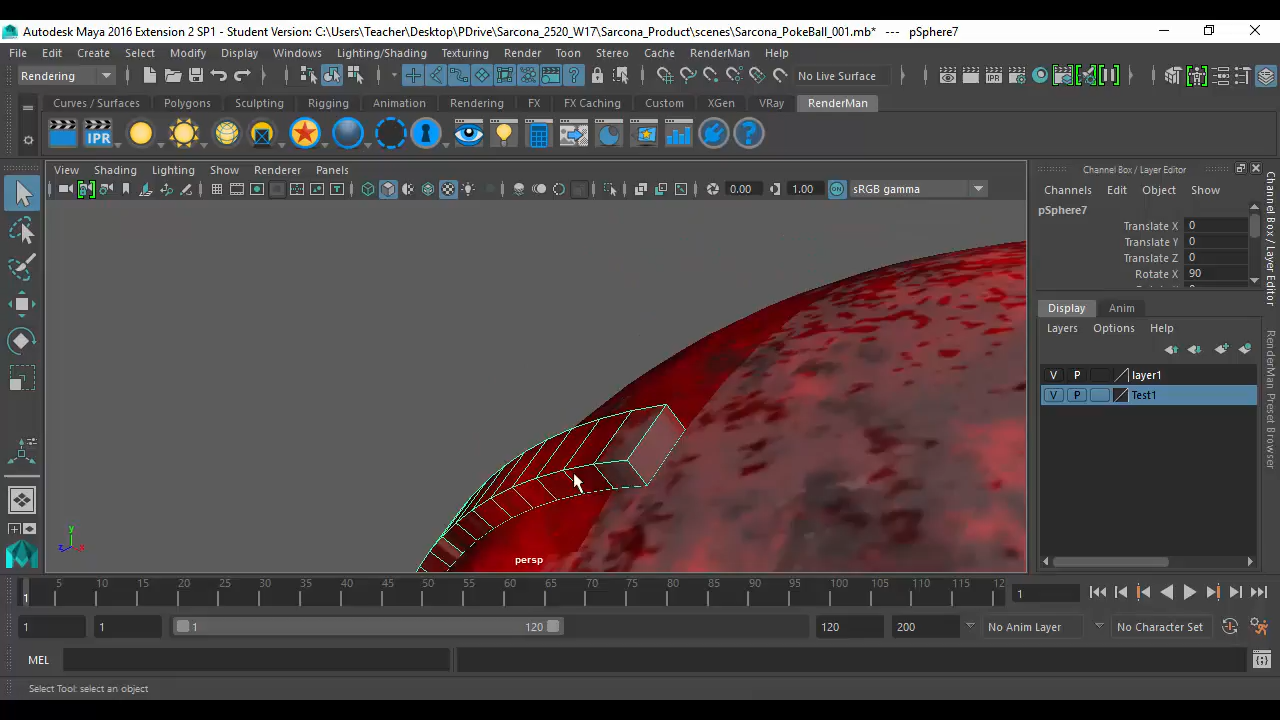 Autodesk Maya 2016 Extension 2 SP1 - Student Version: C:\Users\Teacher\Desktop\PDrive\Sarcona_2520_W17\Sarcona_Product\scenes\Sarcona_PokeBall_001.mb* --- pSphere7
File Edit Create Select Modify Display Windows Lighting/Shading Texturing Render Toon Stereo Cache RenderMan Help
Rendering No Live Surface
Curves / Surfaces Polygons Sculpting Rigging Animation Rendering FX FX Caching Custom XGen VRay RenderMan
IPR
View Shading Lighting Show Renderer Panels
0.00 1.00 ON sRGB gamma
Channel Box / Layer Editor
Channels Edit Object Show
pSphere7
Translate X 0
Translate Y 0
Translate Z 0
Rotate X 90
Display Anim
Layers Options Help
V P layer1
V P Test1
Channel Box / Layer Editor
RenderMan Preset Browser
y
z x
persp
1 5 10 15 20 25 30 35 40 45 50 55 60 65 70 75 80 85 90 95 100 105 110 115 12
1
1 1 1 120 120 200 No Anim Layer No Character Set
MEL
Select Tool: select an object